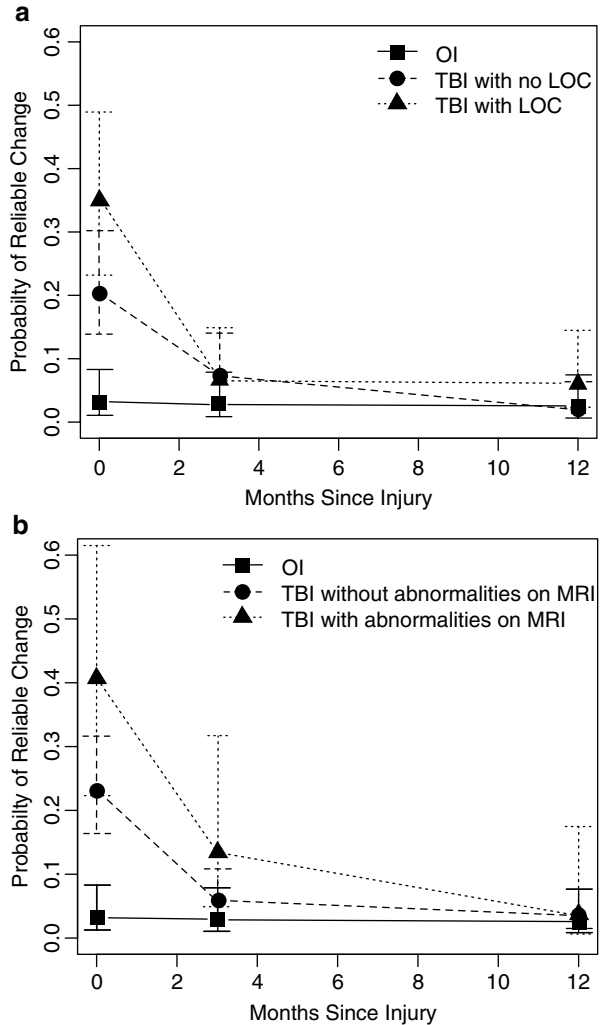 a
0.6
0.5
0.4
0.3
0.2
0.1
0.0
Probabilty of Reliable Change
OI
TBI with no LOC
TBI with LOC
0 2 4 6 8 10 12
Months Since Injury
b
0.6
0.5
0.4
0.3
0.2
0.1
0.0
Probabilty of Reliable Change
OI
TBI without abnormalities on MRI
TBI with abnormalities on MRI
0 2 4 6 8 10 12
Months Since Injury